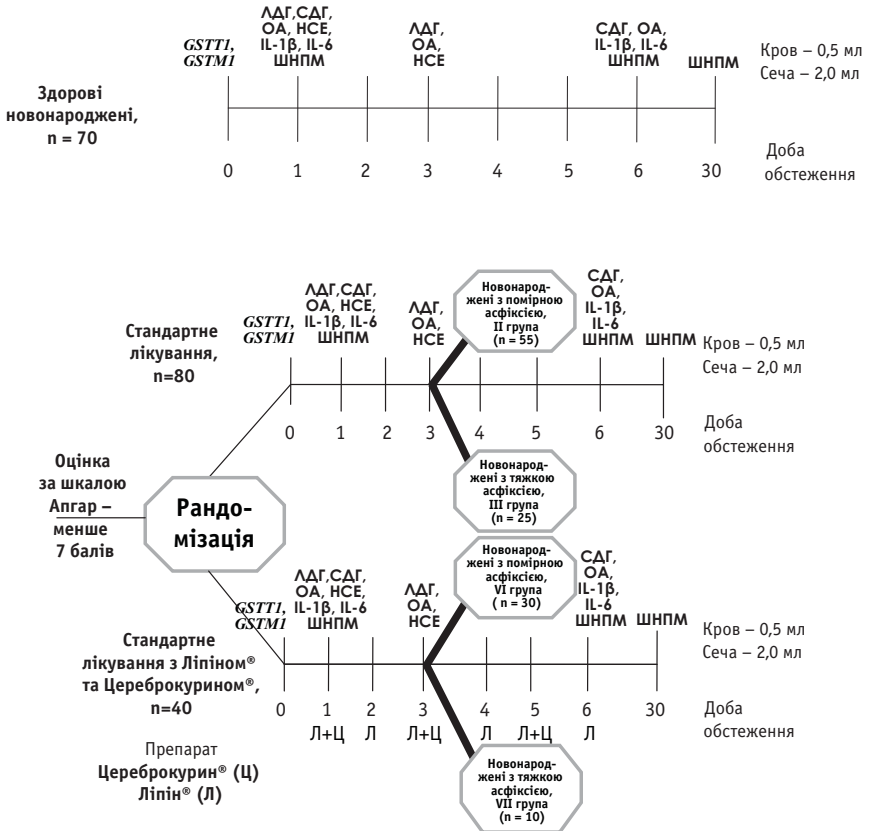 ΛДГ,СДГ,
ОА, НСЕ,
IL-1β, IL-6
ШНПМ
GSTT1,
GSTM1
ΛДГ,
ОА,
НСЕ
СДГ, ОА,
IL-1β, IL-6
ШНПМ
ШНПМ
Кров – 0,5 мл
Сеча – 2,0 мл
Здорові
новонароджені,
n = 70
0 1 2 3 4 5 6 30
Доба
обстеження
Стандартне
лікування,
n=80
GSTT1,
GSTM1
ΛДГ,СДГ,
ОА, НСЕ,
IL-1β, IL-6
ШНПМ
ΛДГ,
ОА,
НСЕ
Новонарод-
жені з помірною
асфіксією,
II група
(n = 55)
СДГ,
ОА,
IL-1β,
IL-6
ШНПМ
ШНПМ
Кров – 0,5 мл
Сеча – 2,0 мл
0 1 2 3 4 5 6 30
Доба
обстеження
Новонарод-
жені з тяжкою
асфіксією,
III група
(n = 25)
Оцінка
за шкалою
Апгар –
менше
7 балів
Рандо-
мізація
Стандартне
лікування з Ліпіном®
та Цереброкурином®,
n=40
GSTT1,
GSTM1
ΛДГ,СДГ,
ОА, НСЕ,
IL-1β, IL-6
ШНПМ
ΛДГ,
ОА,
НСЕ
Новонарод-
жені з помірною
асфіксією,
VI група
( n = 30)
СДГ,
ОА,
IL-1β,
IL-6
ШНПМ
ШНПМ
Кров – 0,5 мл
Сеча – 2,0 мл
0 1 2 3 4 5 6 30
Л+Ц Л Л+Ц Л Л+Ц Л
Доба
обстеження
Препарат
Цереброкурин® (Ц)
Ліпін® (Л)
Новонарод-
жені з тяжкою
асфіксією,
VII група
(n = 10)